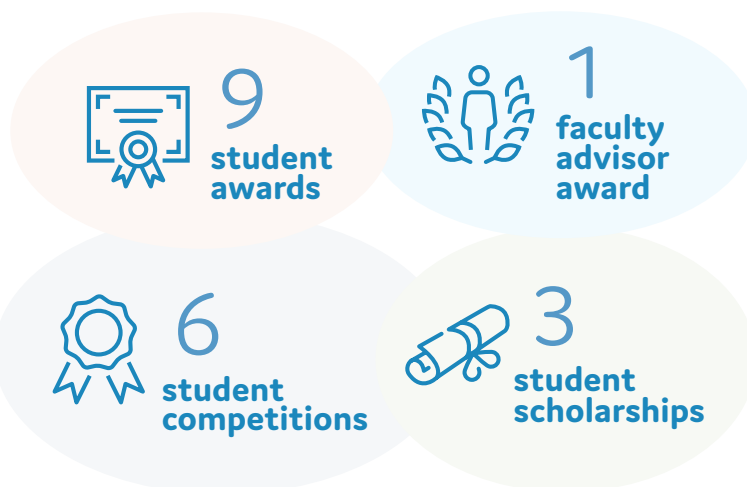 9
student
awards
1
faculty
advisor
award
6
student
competitions
3
student
scholarships